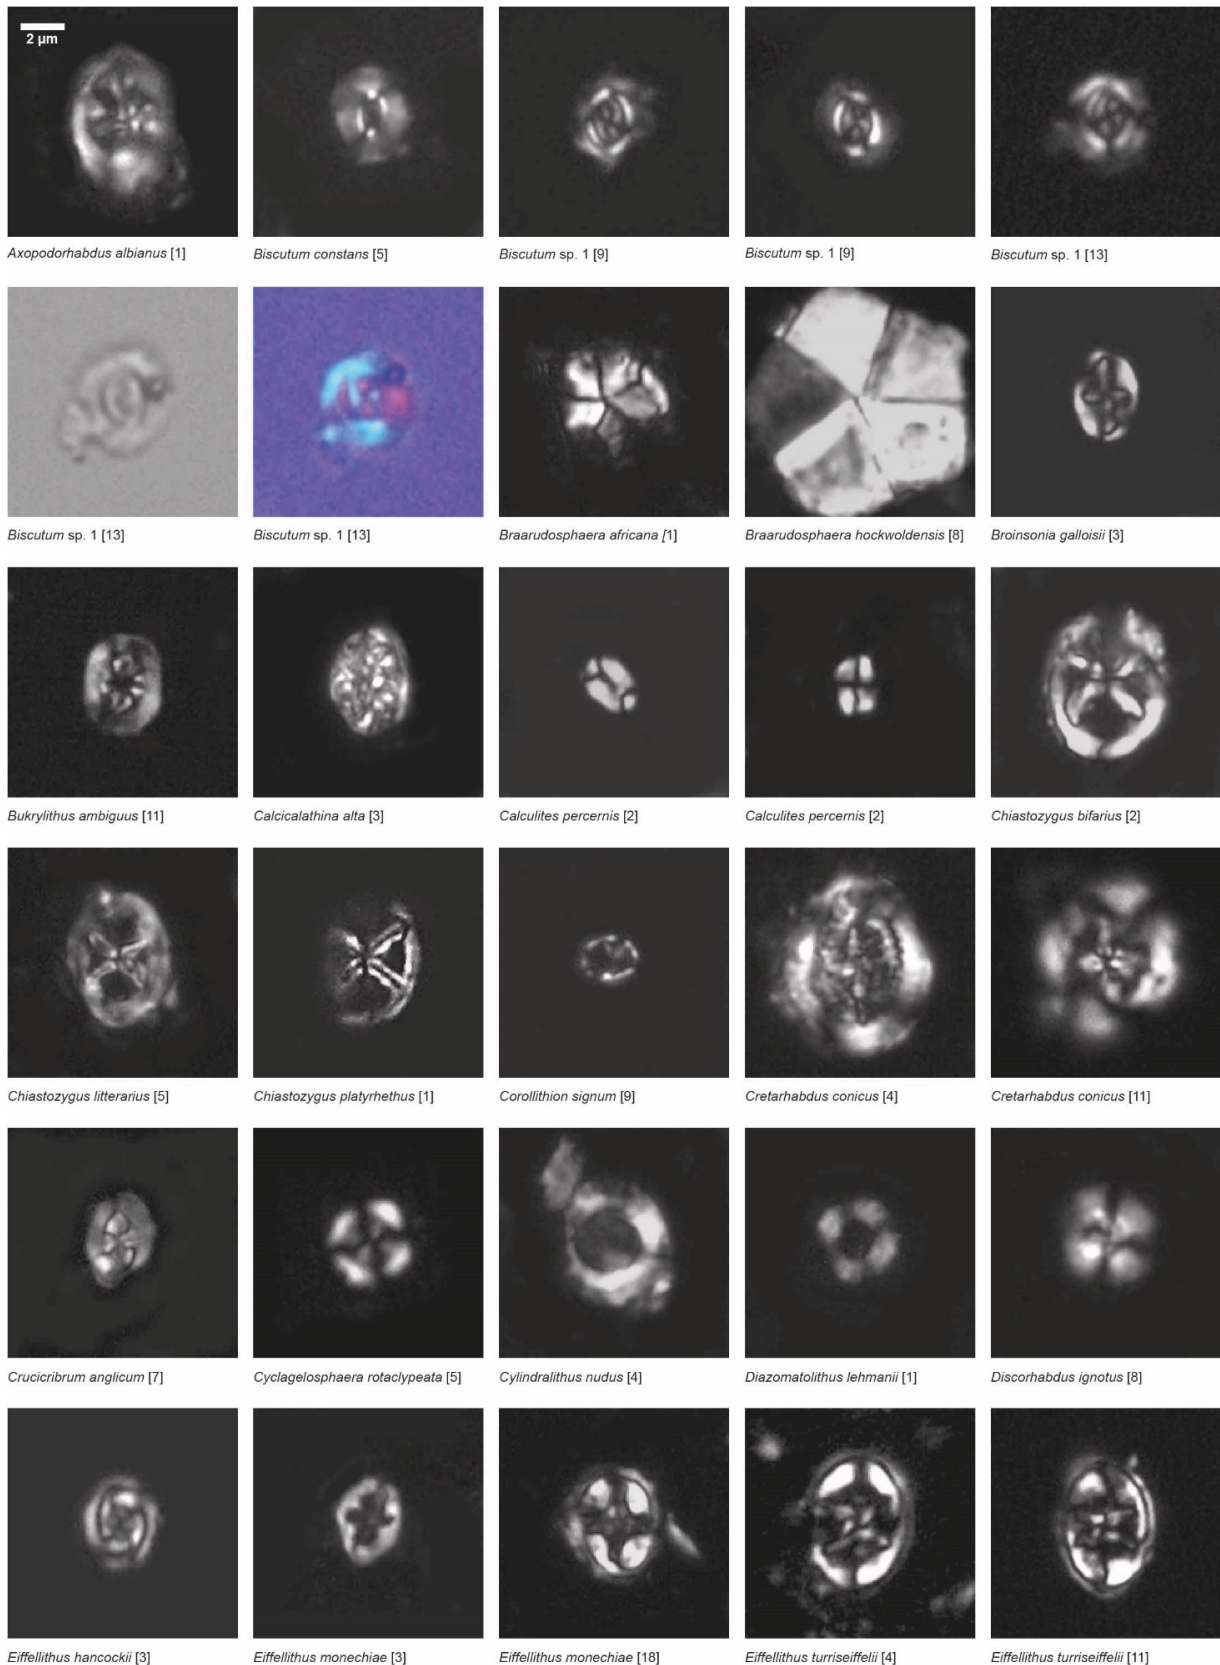 2 µm
Axopodorhabdus albianus [1]
Biscutum constans [5]
Biscutum sp. 1 [9]
Biscutum sp. 1 [9]
Biscutum sp. 1 [13]
Biscutum sp. 1 [13]
Biscutum sp. 1 [13]
Braarudosphaera africana [1]
Braarudosphaera hockwoldensis [8]
Broinsonia galloisii [3]
Bukrylithus ambiguus [11]
Calcicalathina alta [3]
Calculites percernis [2]
Calculites percernis [2]
Chiastozygus bifarius [2]
Chiastozygus litterarius [5]
Chiastozygus platyrhethus [1]
Corollithion signum [9]
Cretarhabdus conicus [4]
Cretarhabdus conicus [11]
Crucicribrum anglicum [7]
Cyclagelosphaera rotaclypeata [5]
Cylindralithus nudus [4]
Diazomatolithus lehmanii [1]
Discorhabdus ignotus [8]
Eiffellithus hancockii [3]
Eiffellithus monechiae [3]
Eiffellithus monechiae [18]
Eiffellithus turriseiffelii [4]
Eiffellithus turriseiffelii [11]